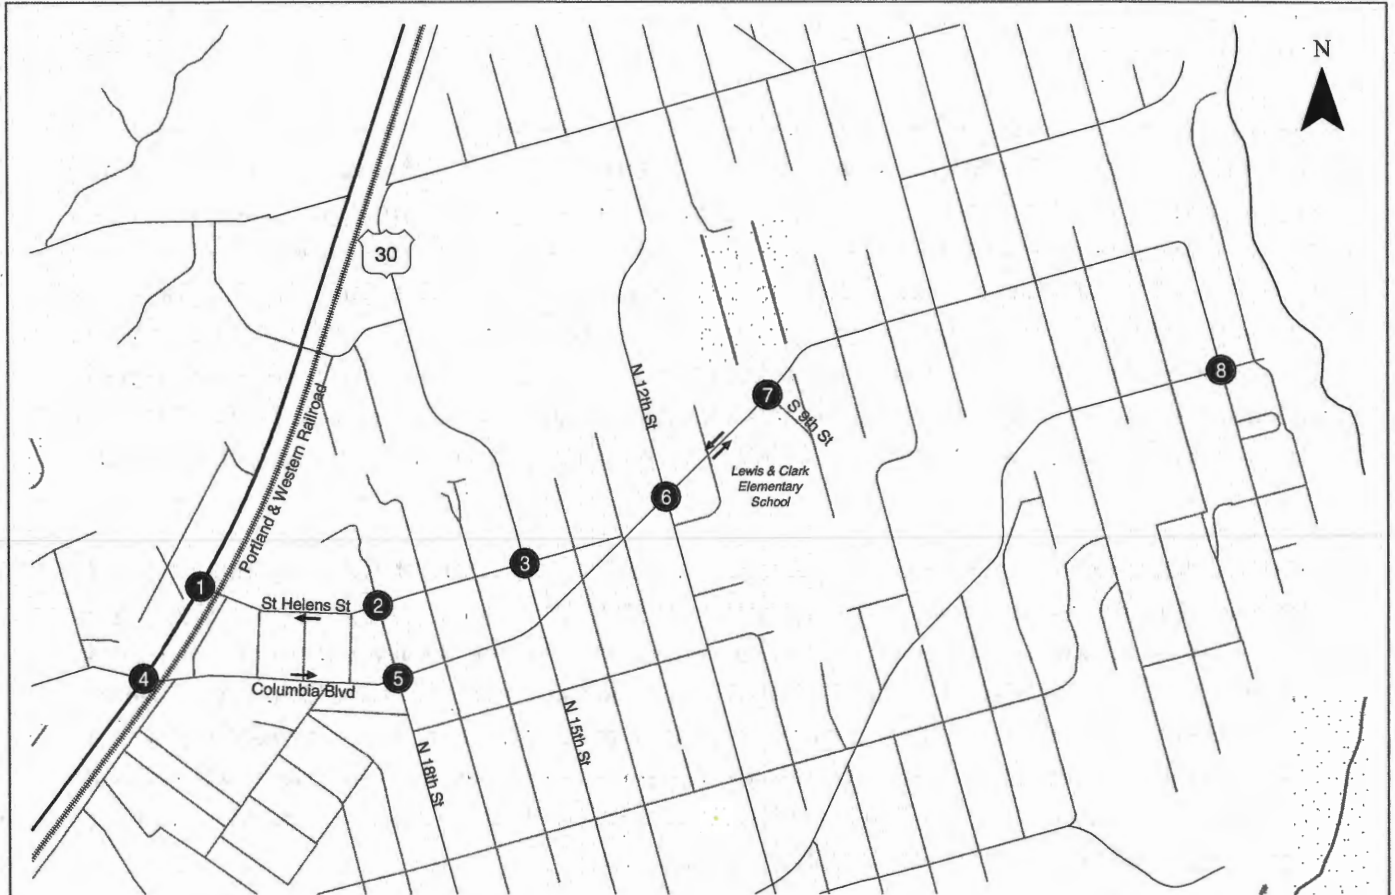 N
30
N 12th St
7
8
S 9th St
Portland & Western Railroad
Lewis & Clark
Elementary
School
6
3
1
St Helens St
2
4
5
Columbia Blvd
N 15th St
N 18th St